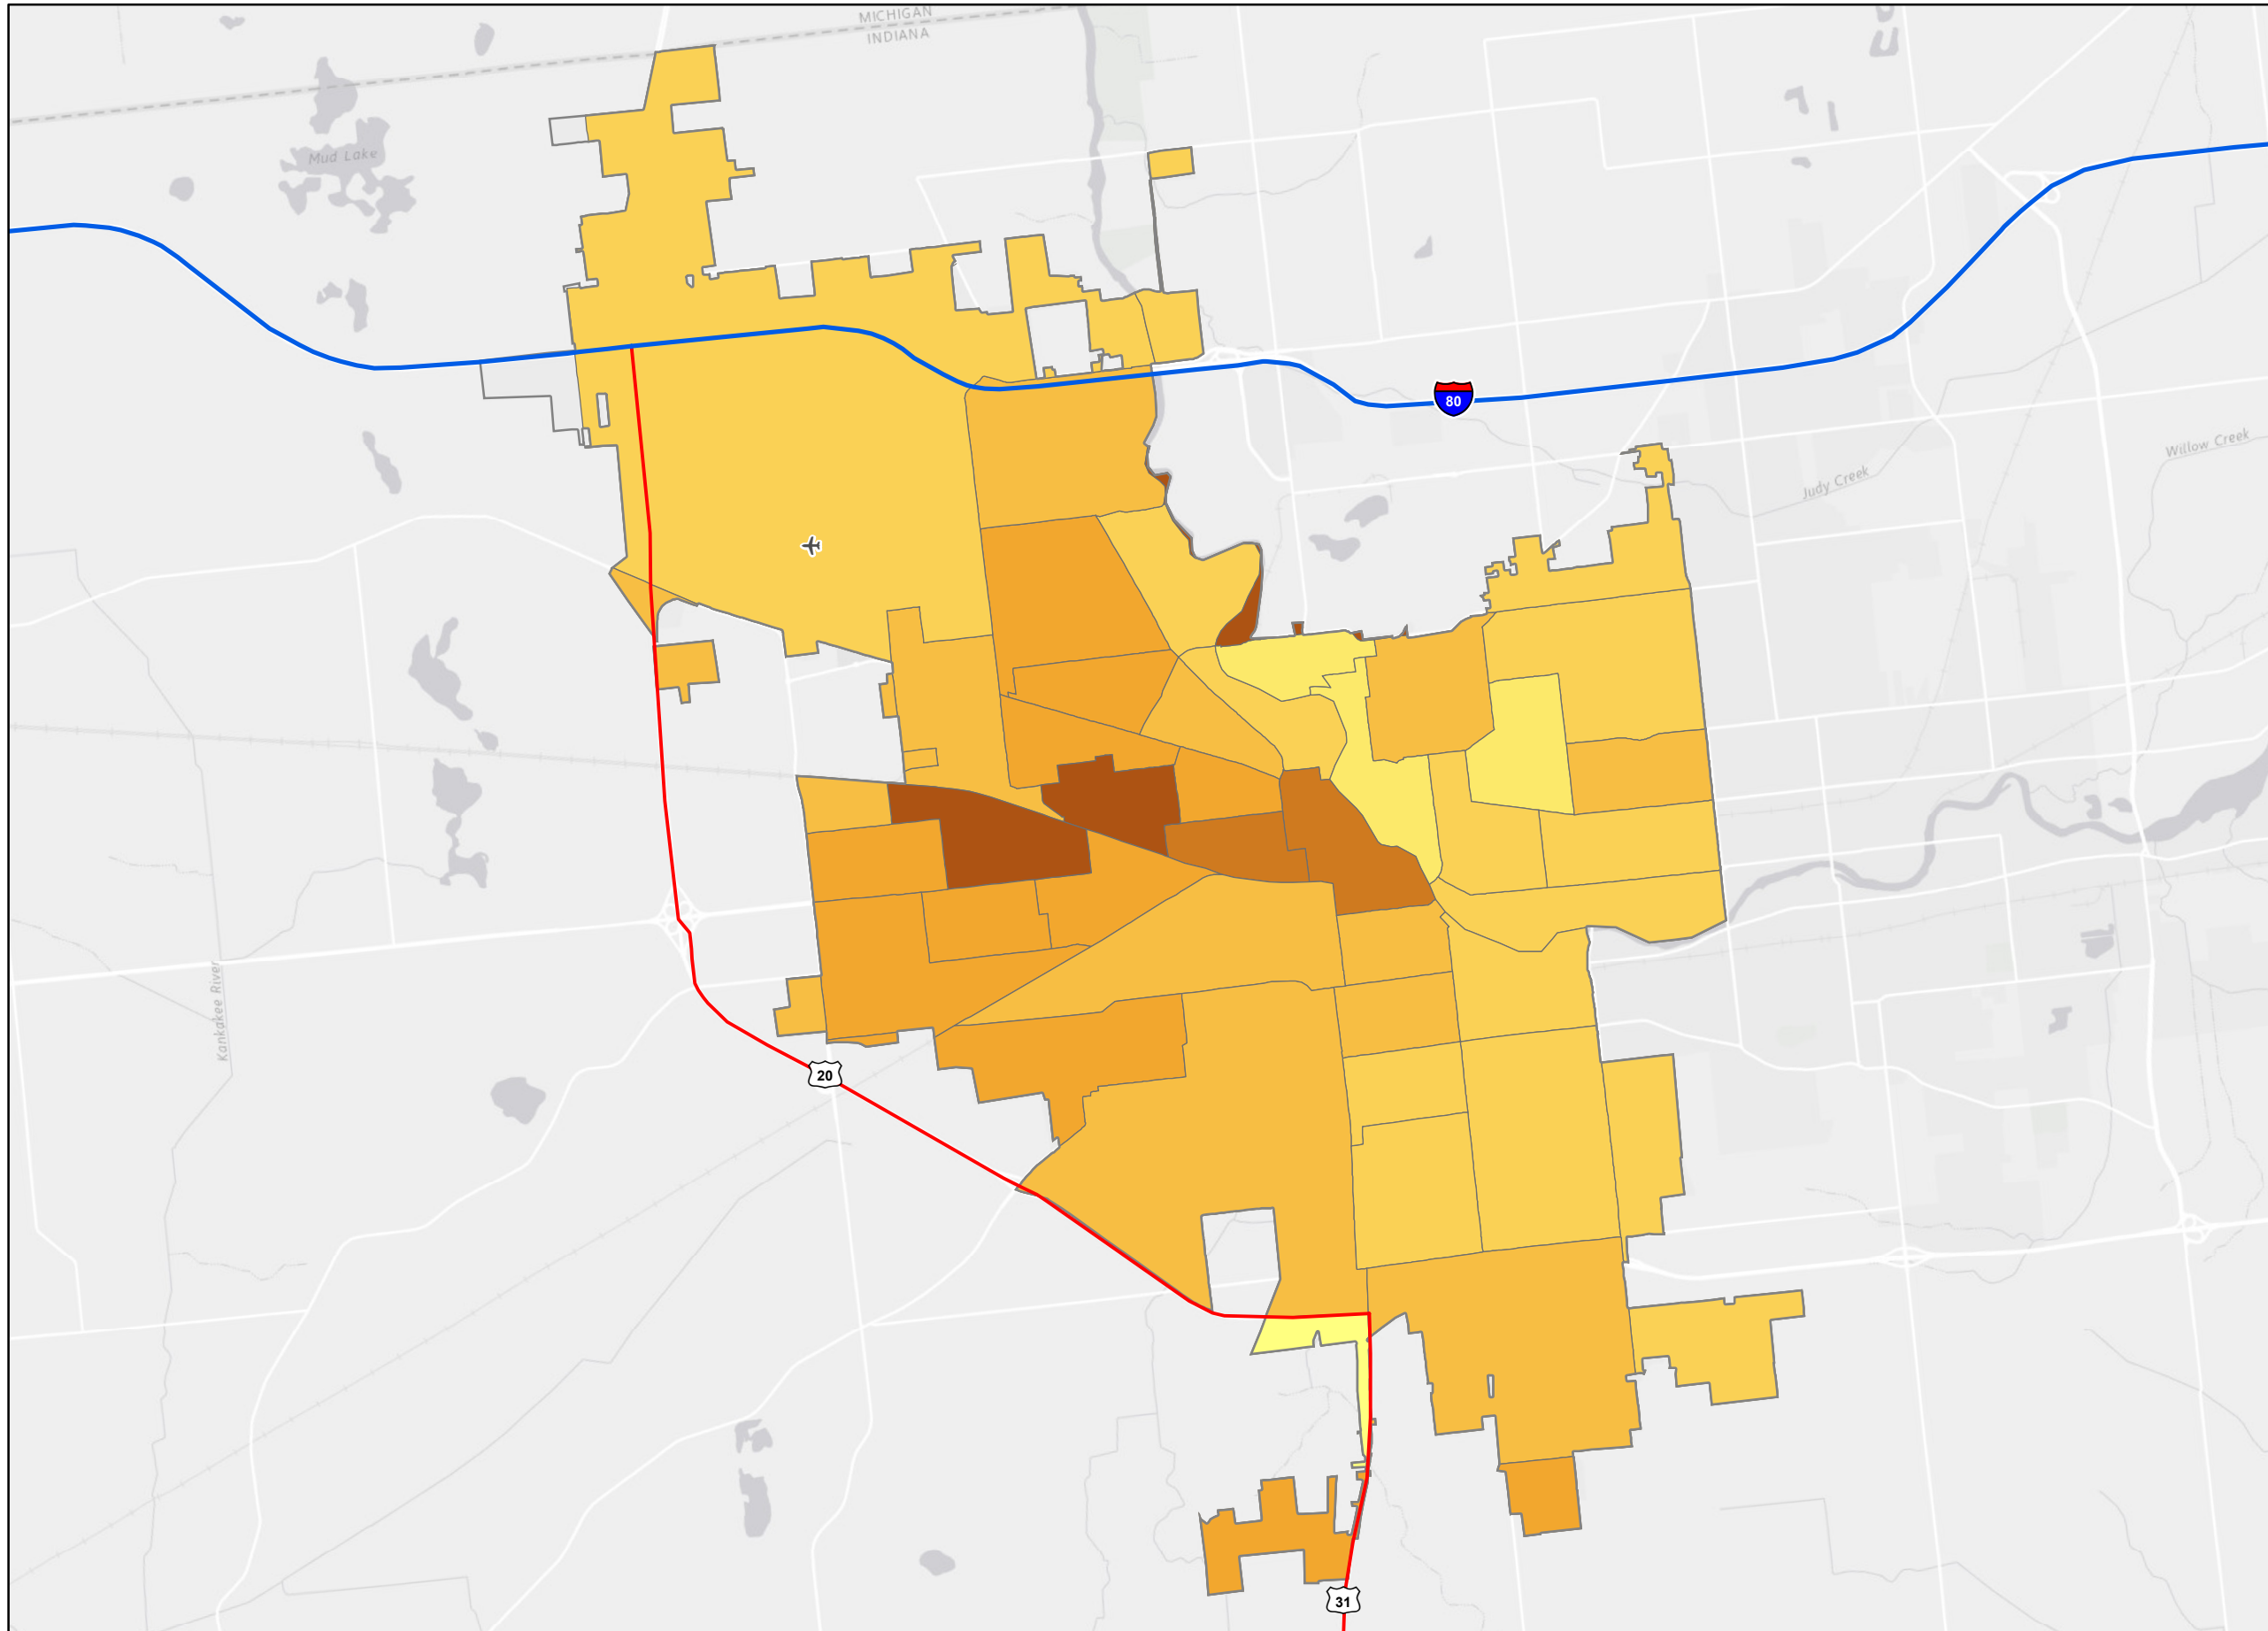 MICHIGAN
INDIANA
Mud Lake
80
Willow Creek
Judy Creek
Kankakee River
20
31